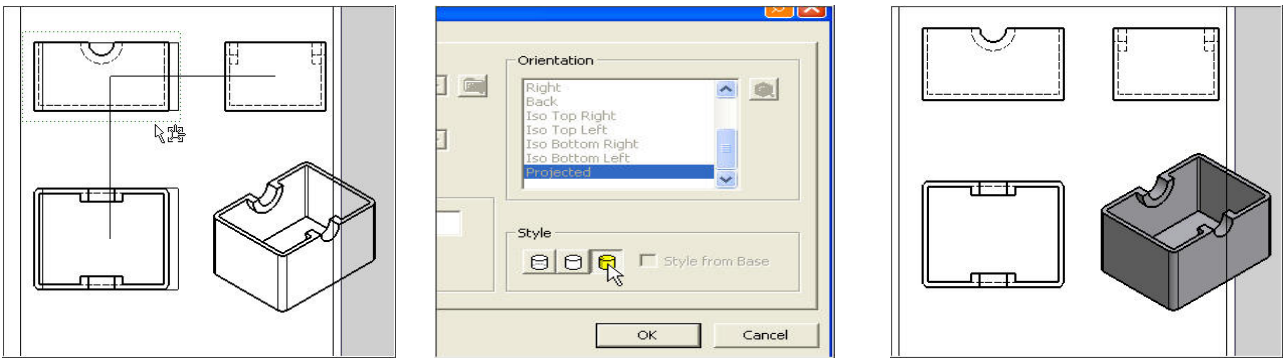 Orientation
Right
Back
Iso Top Right
Iso Top Left
Iso Bottom Right
Iso Bottom Left
Projected
Style
Style from Base
OK
Cancel